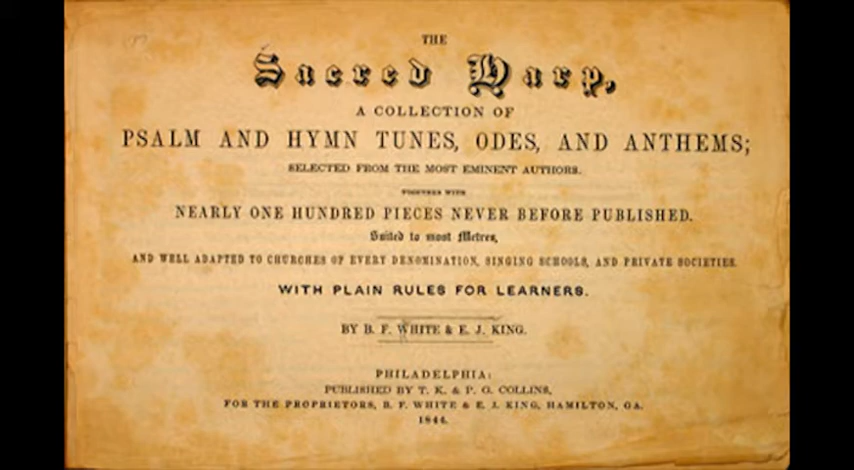 THE
Sacred Harp,
A COLLECTION OF
PSALM AND HYMN TUNES, ODES, AND ANTHEMS;
SELECTED FROM THE MOST EMINENT AUTHORS.
TOGETHER WITH
NEARLY ONE HUNDRED PIECES NEVER BEFORE PUBLISHED.
Suited to most Metres,
AND WELL ADAPTED TO CHURCHES OF EVERY DENOMINATION, SINGING SCHOOLS, AND PRIVATE SOCIETIES.
WITH PLAIN RULES FOR LEARNERS.
BY B. F. WHITE & E. J. KING.
PHILADELPHIA:
PUBLISHED BY T. K. & P. G. COLLINS,
FOR THE PROPRIETORS, B. F. WHITE & E. J. KING, HAMILTON, GA.
1844.